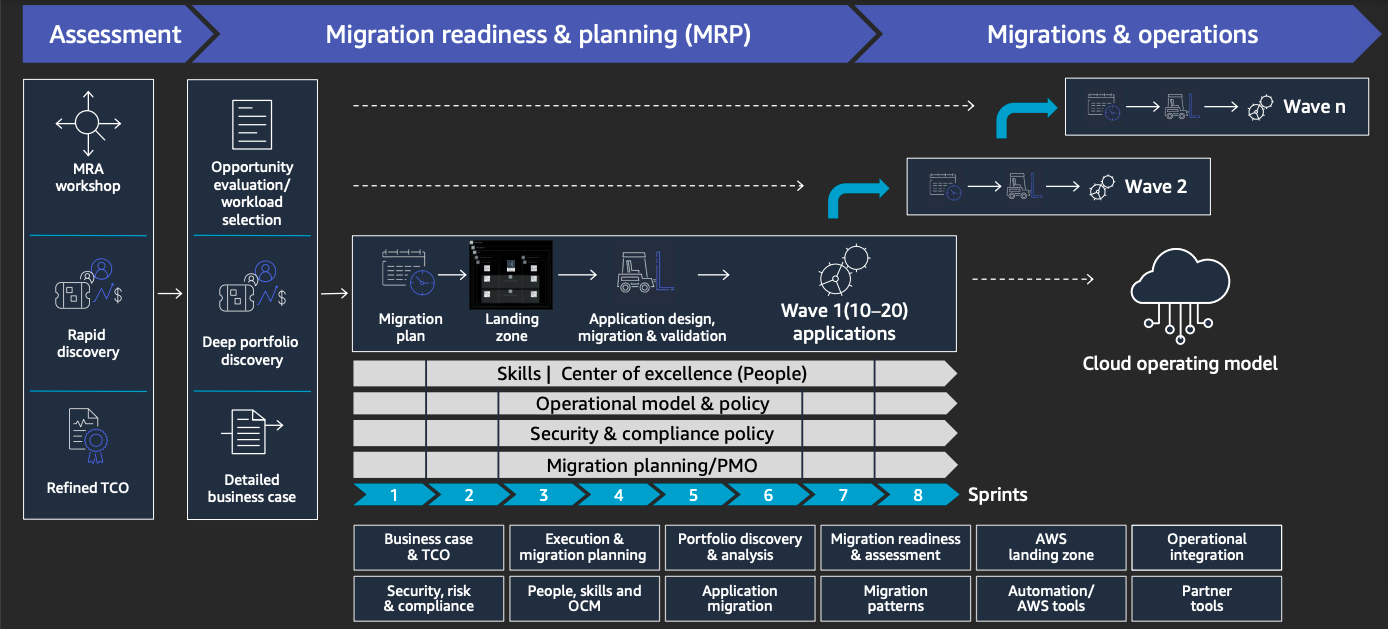 Assessment
Migration readiness & planning (MRP)
Migrations & operations
MRA
workshop
Rapid
discovery
$
Refined TCO
Opportunity
evaluation/
workload
selection
$
Deep portfolio
discovery
Detailed
business case
Wave n
Wave 2
Migration
plan
Landing
zone
Application design,
migration & validation
Wave 1(10–20)
applications
Cloud operating model
Skills | Center of excellence (People)
Operational model & policy
Security & compliance policy
Migration planning/PMO
1 2 3 4 5 6 7 8 Sprints
Business case
& TCO
Execution &
migration planning
Portfolio discovery
& analysis
Migration readiness
& assessment
AWS
landing zone
Operational
integration
Security, risk
& compliance
People, skills and
OCM
Application
migration
Migration
patterns
Automation/
AWS tools
Partner
tools